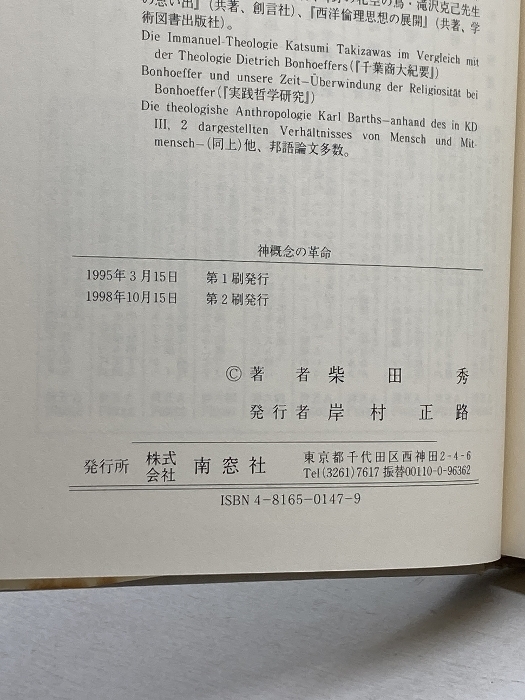 の思い出』(共著、創言社)、『西洋倫理思想の展開』(共著、学
術図書出版社)。
Die Immanuel-Theologie Katsumi Takizawas im Vergleich mit
der Theologie Dietrich Bonhoeffers(『千葉商大紀要』)
Bonhoeffer und unsere Zeit—Überwindung der Religiosität bei
Bonhoeffer(『実践哲学研究』)
Die theologishe Anthropologie Karl Barths—anhand des in KD
III, 2 dargestellten Verhältnisses von Mensch und Mit-
mensch—(同上)他、邦語論文多数。
神概念の革命
1995年3月15日 第1刷発行
1998年10月15日 第2刷発行
©著者 柴田 秀
発行者 岸村正路
発行所 株式会社 南窓社
東京都千代田区西神田2-4-6
Tel(3261)7617 振替00110-0-96362
ISBN 4-8165-0147-9